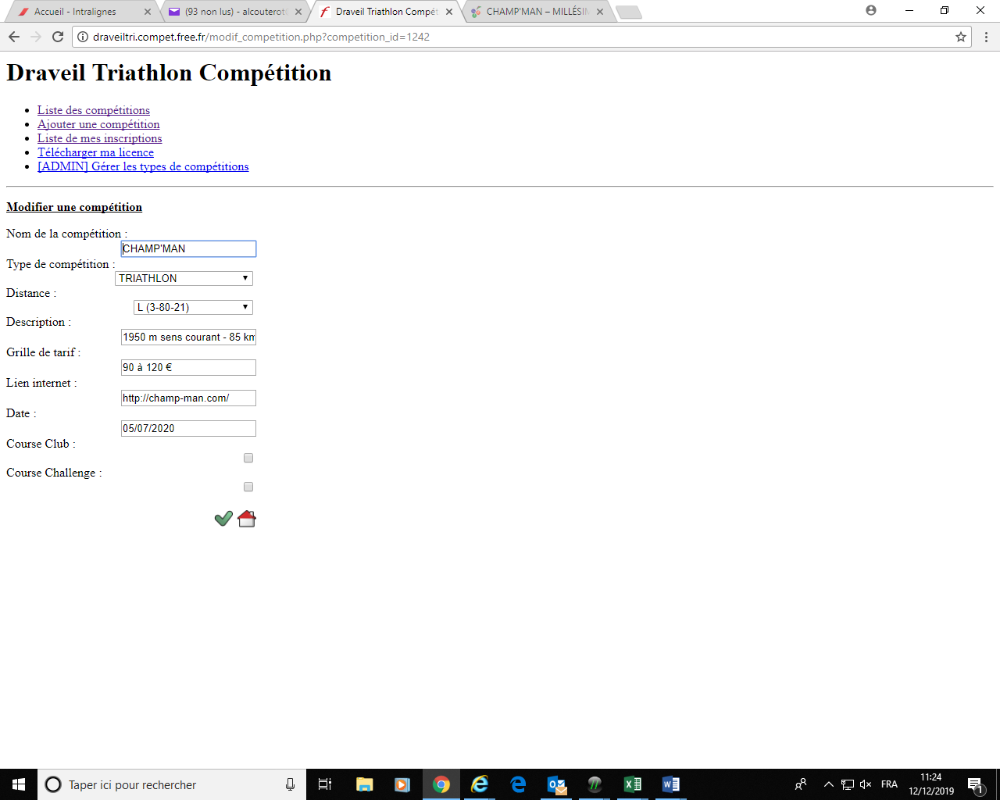 Accueil - Intralignes
(93 non lus) - alcouterot
Draveil Triathlon Compét
CHAMP'MAN – MILLÉSIM
draveiltri.compet.free.fr/modif_competition.php?competition_id=1242
Draveil Triathlon Compétition
Liste des compétitions
Ajouter une compétition
Liste de mes inscriptions
Télécharger ma licence
[ADMIN] Gérer les types de compétitions
Modifier une compétition
Nom de la compétition :
CHAMP'MAN
Type de compétition :
TRIATHLON
Distance :
L (3-80-21)
Description :
1950 m sens courant - 85 km
Grille de tarif :
90 à 120 €
Lien internet :
http://champ-man.com/
Date :
05/07/2020
Course Club :
Course Challenge :
Taper ici pour rechercher
FRA
11:24
12/12/2019
1